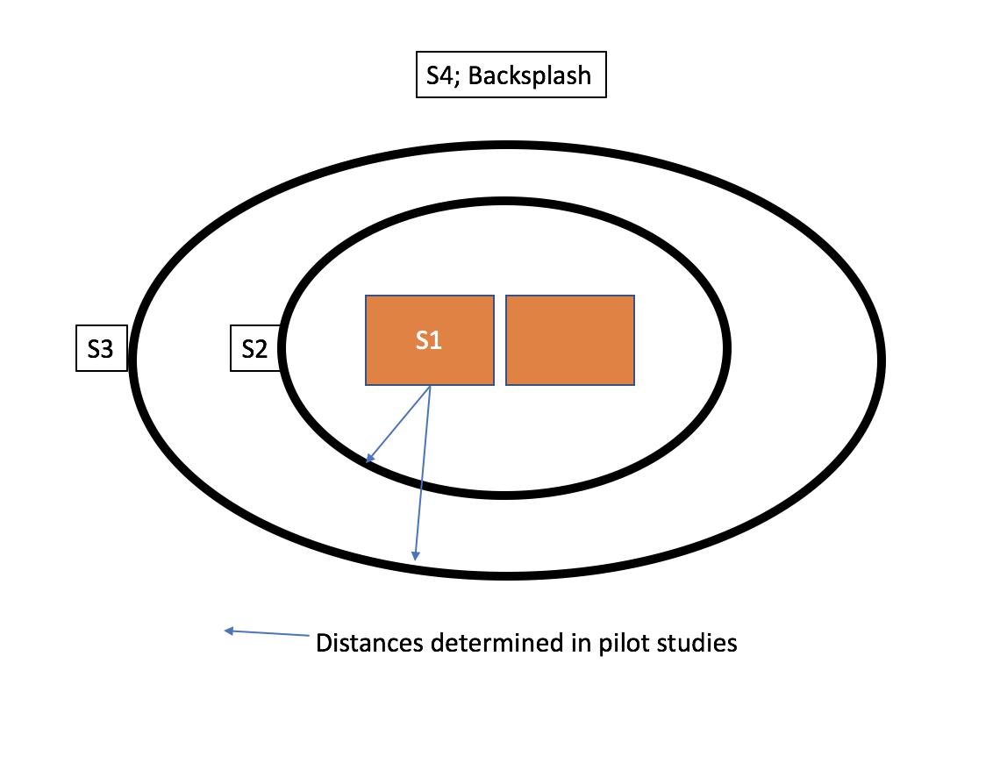 S4; Backsplash
S3
S2
S1
Distances determined in pilot studies